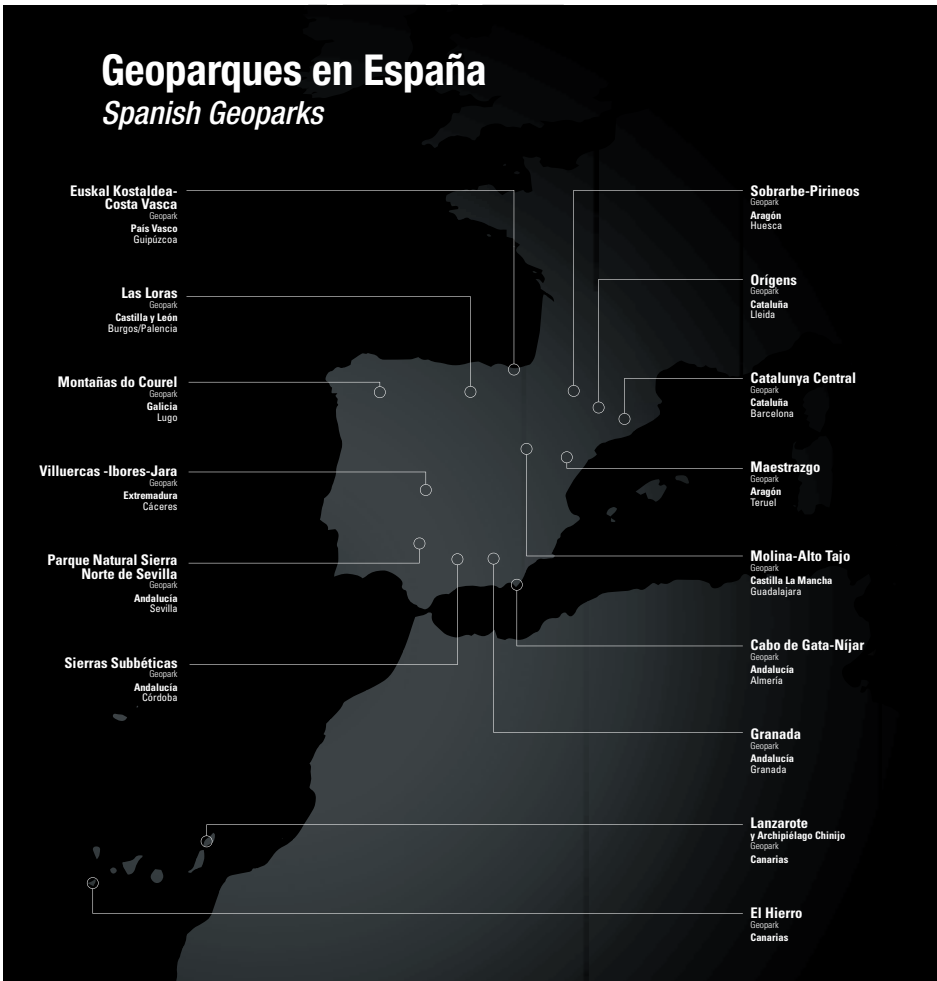 Geoparques en España
Spanish Geoparks
Euskal Kostaldea-
Costa Vasca
Geopark
País Vasco
Guipúzcoa
Las Loras
Geopark
Castilla y León
Burgos/Palencia
Montañas do Courel
Geopark
Galicia
Lugo
Villuercas -Ibores-Jara
Geopark
Extremadura
Cáceres
Parque Natural Sierra
Norte de Sevilla
Geopark
Andalucía
Sevilla
Sierras Subbéticas
Geopark
Andalucía
Córdoba
Sobrarbe-Pirineos
Geopark
Aragón
Huesca
Orígens
Geopark
Cataluña
Lleida
Catalunya Central
Geopark
Cataluña
Barcelona
Maestrazgo
Geopark
Aragón
Teruel
Molina-Alto Tajo
Geopark
Castilla La Mancha
Guadalajara
Cabo de Gata-Níjar
Geopark
Andalucía
Almería
Granada
Geopark
Andalucía
Granada
Lanzarote
y Archipiélago Chinijo
Geopark
Canarias
El Hierro
Geopark
Canarias